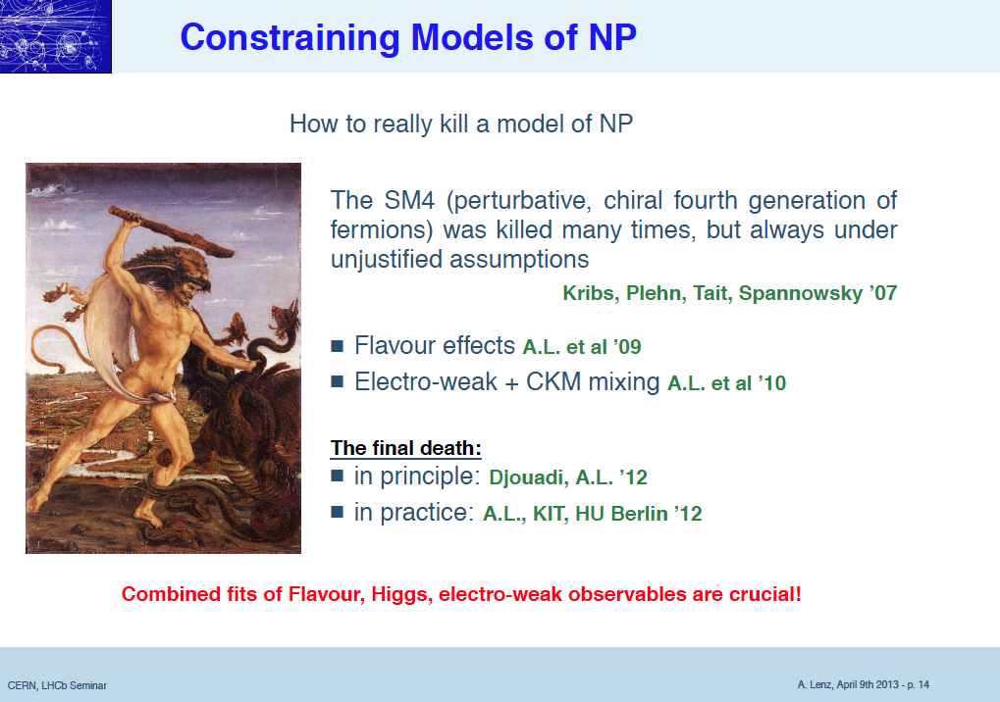 Constraining Models of NP
How to really kill a model of NP
The SM4 (perturbative, chiral fourth generation of
fermions) was killed many times, but always under
unjustified assumptions
Kribs, Plehn, Tait, Spannowsky ’07
■ Flavour effects A.L. et al ’09
■ Electro-weak + CKM mixing A.L. et al ’10
The final death:
■ in principle: Djouadi, A.L. ’12
■ in practice: A.L., KIT, HU Berlin ’12
Combined fits of Flavour, Higgs, electro-weak observables are crucial!
CERN, LHCb Seminar
A. Lenz, April 9th 2013 - p. 14